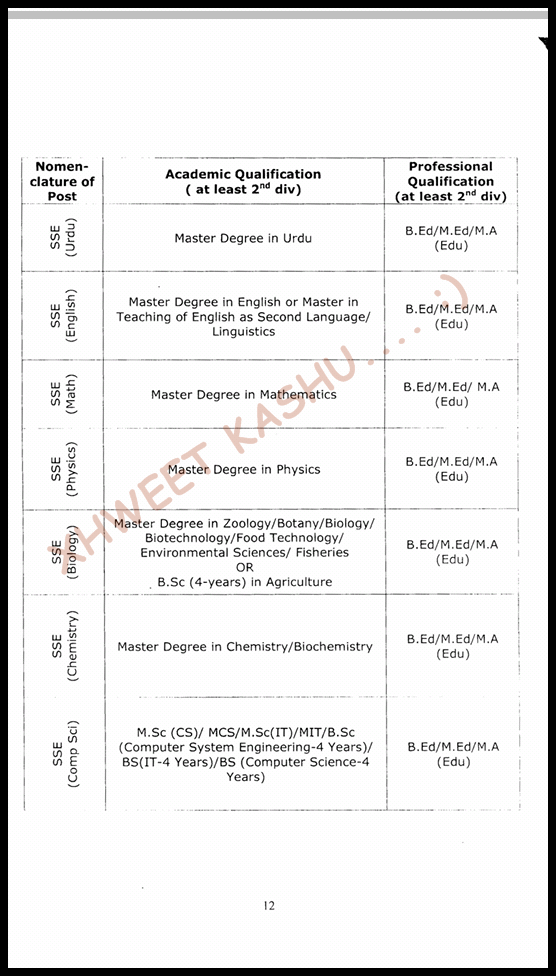 Nomen-
clature of
Post
Academic Qualification
( at least 2nd div)
Professional
Qualification
(at least 2nd div)
SSE
(Urdu)
Master Degree in Urdu
B.Ed/M.Ed/M.A
(Edu)
SSE
(English)
Master Degree in English or Master in
Teaching of English as Second Language/
Linguistics
B.Ed/M.Ed/M.A
(Edu)
SSE
(Math)
Master Degree in Mathematics
B.Ed/M.Ed/ M.A
(Edu)
SSE
(Physics)
Master Degree in Physics
B.Ed/M.Ed/M.A
(Edu)
SSE
(Biology)
Master Degree in Zoology/Botany/Biology/
Biotechnology/Food Technology/
Environmental Sciences/ Fisheries
OR
B.Sc (4-years) in Agriculture
B.Ed/M.Ed/M.A
(Edu)
SSE
(Chemistry)
Master Degree in Chemistry/Biochemistry
B.Ed/M.Ed/M.A
(Edu)
SSE
(Comp Sci)
M.Sc (CS)/ MCS/M.Sc(IT)/MIT/B.Sc
(Computer System Engineering-4 Years)/
BS(IT-4 Years)/BS (Computer Science-4
Years)
B.Ed/M.Ed/M.A
(Edu)
XHWEET KASHU.... :)
12